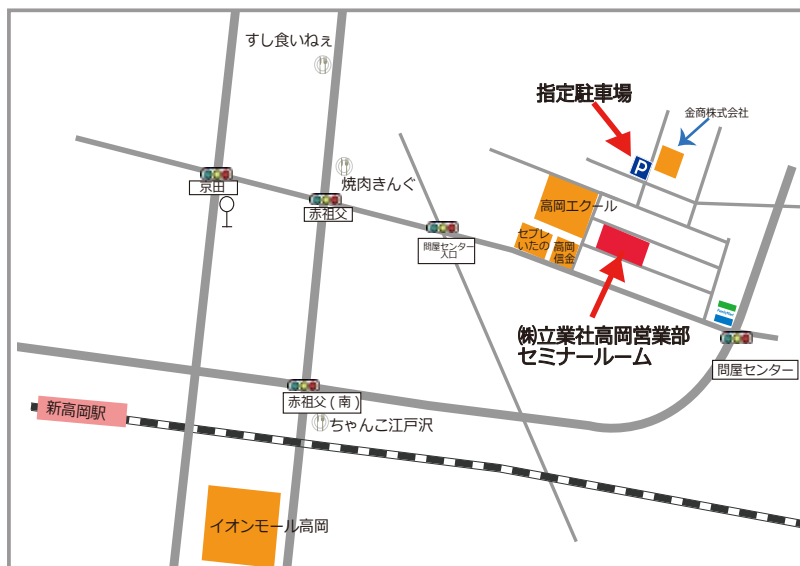 すし食いねぇ
指定駐車場
金商株式会社
P
京田
焼肉きんぐ
赤祖父
高岡エクール
セブレ
いたの
高岡
信金
問屋センター
入口
FamilyMart
㈱立業社高岡営業部
セミナールーム
問屋センター
赤祖父(南)
新高岡駅
ちゃんこ江戸沢
イオンモール高岡